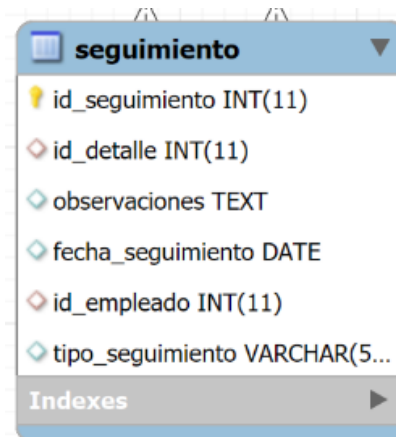 seguimiento
id_seguimiento INT(11)
id_detalle INT(11)
observaciones TEXT
fecha_seguimiento DATE
id_empleado INT(11)
tipo_seguimiento VARCHAR(5...
Indexes